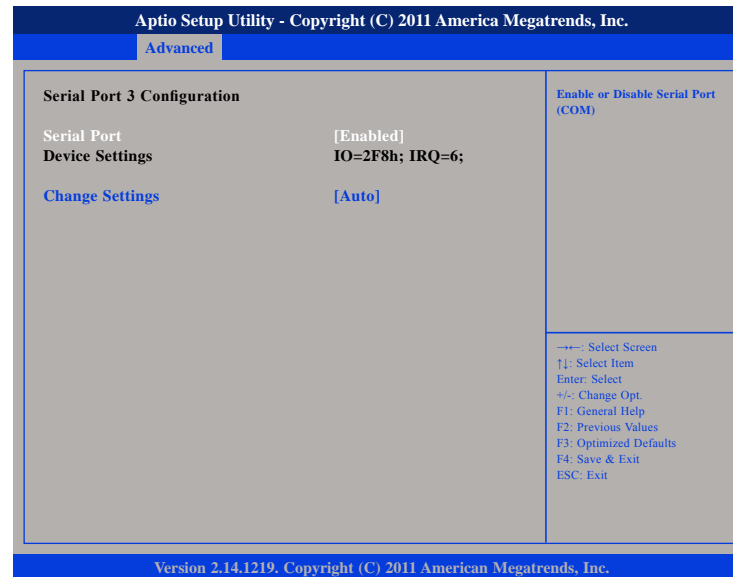 Aptio Setup Utility - Copyright (C) 2011 America Megatrends, Inc.
Advanced
Serial Port 3 Configuration
Serial Port [Enabled]
Device Settings IO=2F8h; IRQ=6;
Change Settings [Auto]
Enable or Disable Serial Port
(COM)
→←: Select Screen
↑↓: Select Item
Enter: Select
+/-: Change Opt.
F1: General Help
F2: Previous Values
F3: Optimized Defaults
F4: Save & Exit
ESC: Exit
Version 2.14.1219. Copyright (C) 2011 American Megatrends, Inc.